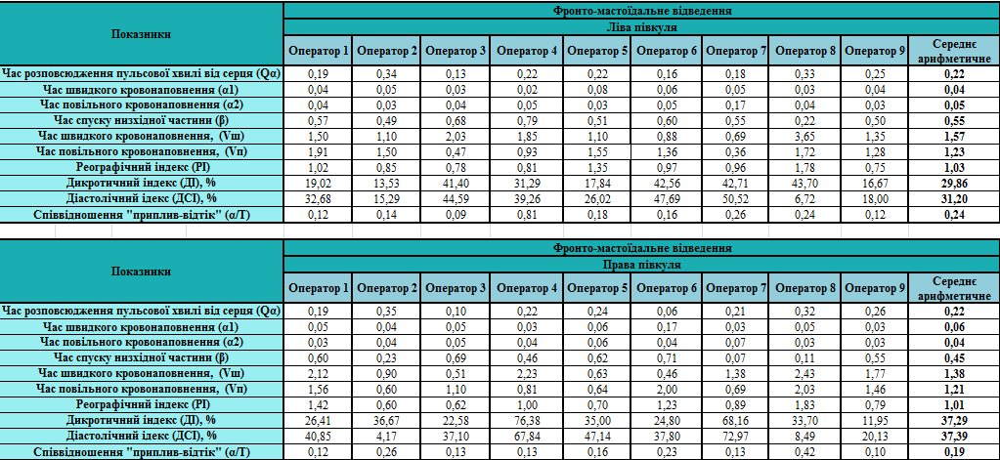 Показники Фронто-мастоїдальне відведення
Ліва півкуля
Оператор 1 Оператор 2 Оператор 3 Оператор 4 Оператор 5 Оператор 6 Оператор 7 Оператор 8 Оператор 9 Середнє арифметичне
Час розповсюдження пульсової хвилі від серця (Qα) 0,19 0,34 0,13 0,22 0,22 0,16 0,18 0,33 0,25 0,22
Час швидкого кровонаповнення (α1) 0,04 0,05 0,03 0,02 0,08 0,06 0,05 0,03 0,04 0,04
Час повільного кровонаповнення (α2) 0,04 0,03 0,04 0,05 0,03 0,05 0,17 0,04 0,03 0,05
Час спуску низхідної частини (β) 0,57 0,49 0,68 0,79 0,51 0,60 0,55 0,22 0,50 0,55
Час швидкого кровонаповнення, (Vш) 1,50 1,10 2,03 1,85 1,10 0,88 0,69 3,65 1,35 1,57
Час повільного кровонаповнення, (Vп) 1,91 1,50 0,47 0,93 1,55 1,36 0,36 1,72 1,28 1,23
Реографічний індекс (РІ) 1,02 0,85 0,78 0,81 1,35 0,97 0,96 1,78 0,75 1,03
Дикротичний індекс (ДІ), % 19,02 13,53 41,40 31,29 17,84 42,56 42,71 43,70 16,67 29,86
Діастолічний ідекс (ДСІ), % 32,68 15,29 44,59 39,26 26,02 47,69 50,52 6,72 18,00 31,20
Співвідношення "приплив-відтік" (α/Т) 0,12 0,14 0,09 0,81 0,18 0,16 0,26 0,24 0,12 0,24
Показники Фронто-мастоїдальне відведення
Права півкуля
Оператор 1 Оператор 2 Оператор 3 Оператор 4 Оператор 5 Оператор 6 Оператор 7 Оператор 8 Оператор 9 Середнє арифметичне
Час розповсюдження пульсової хвилі від серця (Qα) 0,19 0,35 0,10 0,22 0,24 0,06 0,21 0,32 0,26 0,22
Час швидкого кровонаповнення (α1) 0,05 0,04 0,05 0,03 0,06 0,17 0,03 0,05 0,03 0,06
Час повільного кровонаповнення (α2) 0,03 0,04 0,05 0,04 0,06 0,04 0,07 0,03 0,03 0,04
Час спуску низхідної частини (β) 0,60 0,23 0,69 0,46 0,62 0,71 0,07 0,11 0,55 0,45
Час швидкого кровонаповнення, (Vш) 2,12 0,90 0,51 2,23 0,63 0,46 1,38 2,43 1,77 1,38
Час повільного кровонаповнення, (Vп) 1,56 0,60 1,10 0,81 0,64 2,00 0,69 2,03 1,46 1,21
Реографічний індекс (РІ) 1,42 0,60 0,62 1,00 0,70 1,23 0,89 1,83 0,79 1,01
Дикротичний індекс (ДІ), % 26,41 36,67 22,58 76,38 35,00 24,80 68,16 33,70 11,95 37,29
Діастолічний ідекс (ДСІ), % 40,85 4,17 37,10 67,84 47,14 37,80 72,97 8,49 20,13 37,39
Співвідношення "приплив-відтік" (α/Т) 0,12 0,26 0,13 0,13 0,16 0,23 0,13 0,42 0,10 0,19